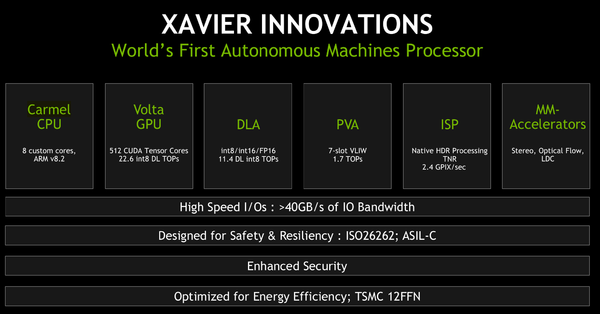 XAVIER INNOVATIONS
World's First Autonomous Machines Processor
Carmel
CPU
8 custom cores,
ARM v8.2
Volta
GPU
512 CUDA Tensor Cores
22.6 int8 DL TOPs
DLA
int8/int16/FP16
11.4 DL int8 TOPs
PVA
7-slot VLIW
1.7 TOPs
ISP
Native HDR Processing
TNR
2.4 GPIX/sec
MM-
Accelerators
Stereo, Optical Flow,
LDC
High Speed I/Os : >40GB/s of IO Bandwidth
Designed for Safety & Resiliency : ISO26262; ASIL-C
Enhanced Security
Optimized for Energy Efficiency; TSMC 12FFN